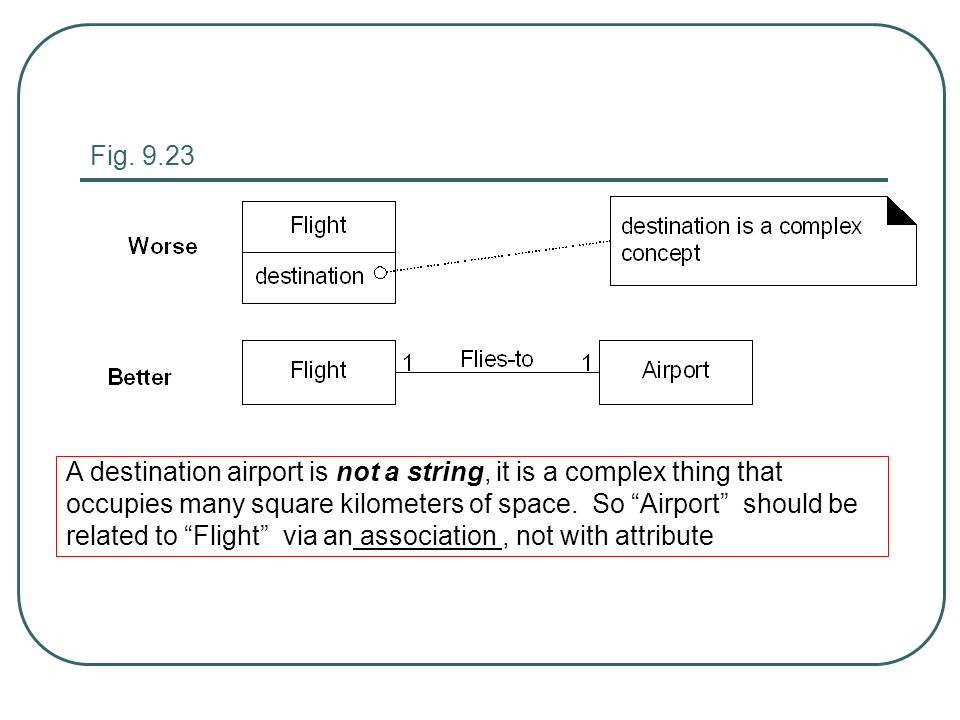 Fig. 9.23
Flight
destination is a complex
concept
Worse
destination
Flies-to
1
1
Flight
Airport
Better
A destination airport is not a string, it is a complex thing that
occupies many square kilometers of space. So “Airport” should be
related to “Flight” via an association , not with attribute